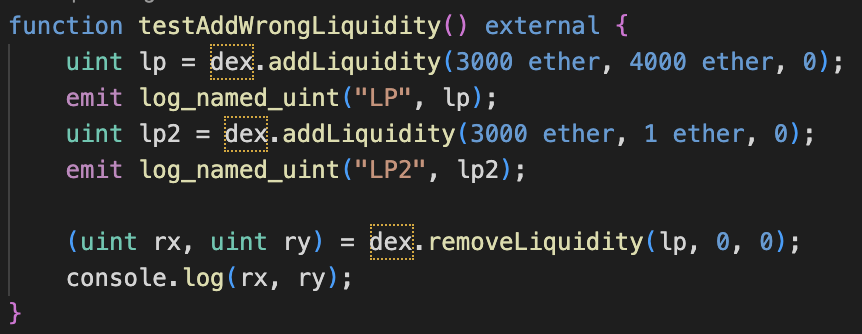 function testAddWrongLiquidity() external {
uint lp = dex.addLiquidity(3000 ether, 4000 ether, 0);
emit log_named_uint("LP", lp);
uint lp2 = dex.addLiquidity(3000 ether, 1 ether, 0);
emit log_named_uint("LP2", lp2);
(uint rx, uint ry) = dex.removeLiquidity(lp, 0, 0);
console.log(rx, ry);
}